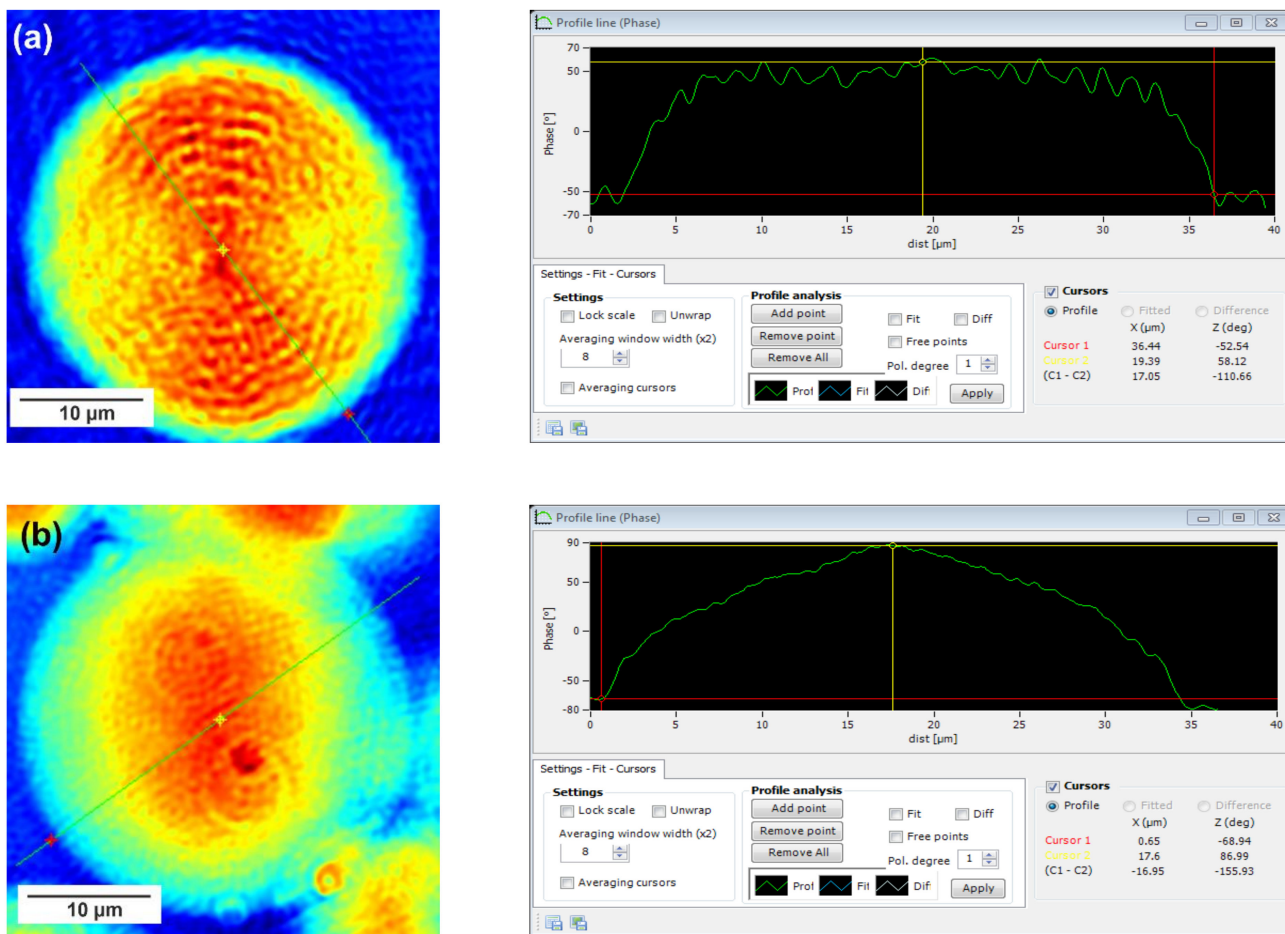 (a)
10 µm
Profile line (Phase)
70
50
0
-50
-70
Phase [°]
0 5 10 15 20 25 30 35 40
dist [µm]
Settings - Fit - Cursors
Settings
Lock scale Unwrap
Averaging window width (x2)
8
Averaging cursors
Profile analysis
Add point
Remove point
Remove All
Fit Diff
Free points
Pol. degree 1
Prof Fit Dif
Apply
Cursors
Profile Fitted Difference
X (µm) Z (deg)
Cursor 1 36.44 -52.54
Cursor 2 19.39 58.12
(C1 - C2) 17.05 -110.66
(b)
10 µm
Profile line (Phase)
90
50
0
-50
-80
Phase [°]
0 5 10 15 20 25 30 35 40
dist [µm]
Settings - Fit - Cursors
Settings
Lock scale Unwrap
Averaging window width (x2)
8
Averaging cursors
Profile analysis
Add point
Remove point
Remove All
Fit Diff
Free points
Pol. degree 1
Prof Fit Dif
Apply
Cursors
Profile Fitted Difference
X (µm) Z (deg)
Cursor 1 0.65 -68.94
Cursor 2 17.6 86.99
(C1 - C2) -16.95 -155.93